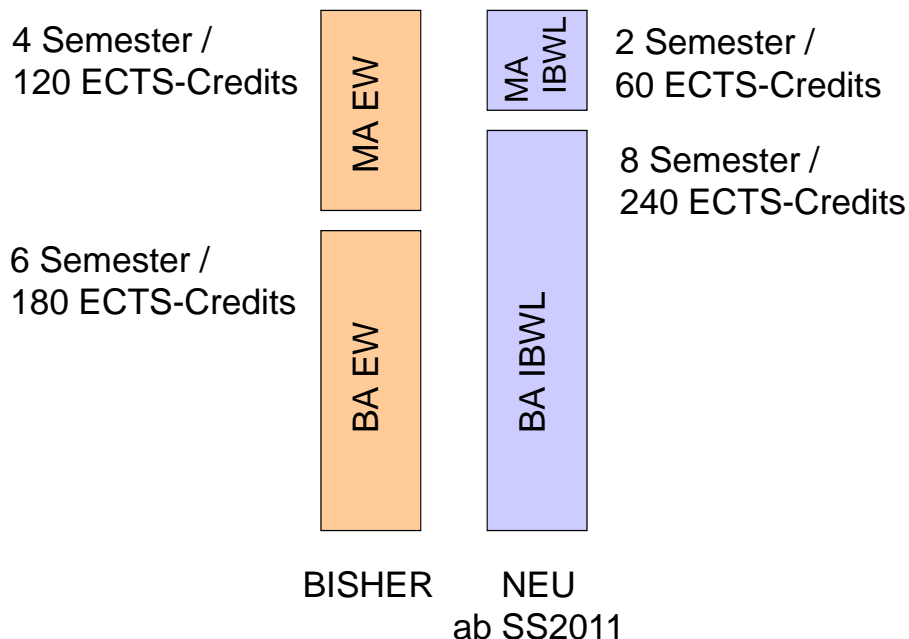 4 Semester /
120 ECTS-Credits
MA EW
MA
IBWL
2 Semester /
60 ECTS-Credits
8 Semester /
240 ECTS-Credits
6 Semester /
180 ECTS-Credits
BA EW
BA IBWL
BISHER
NEU
ab SS2011